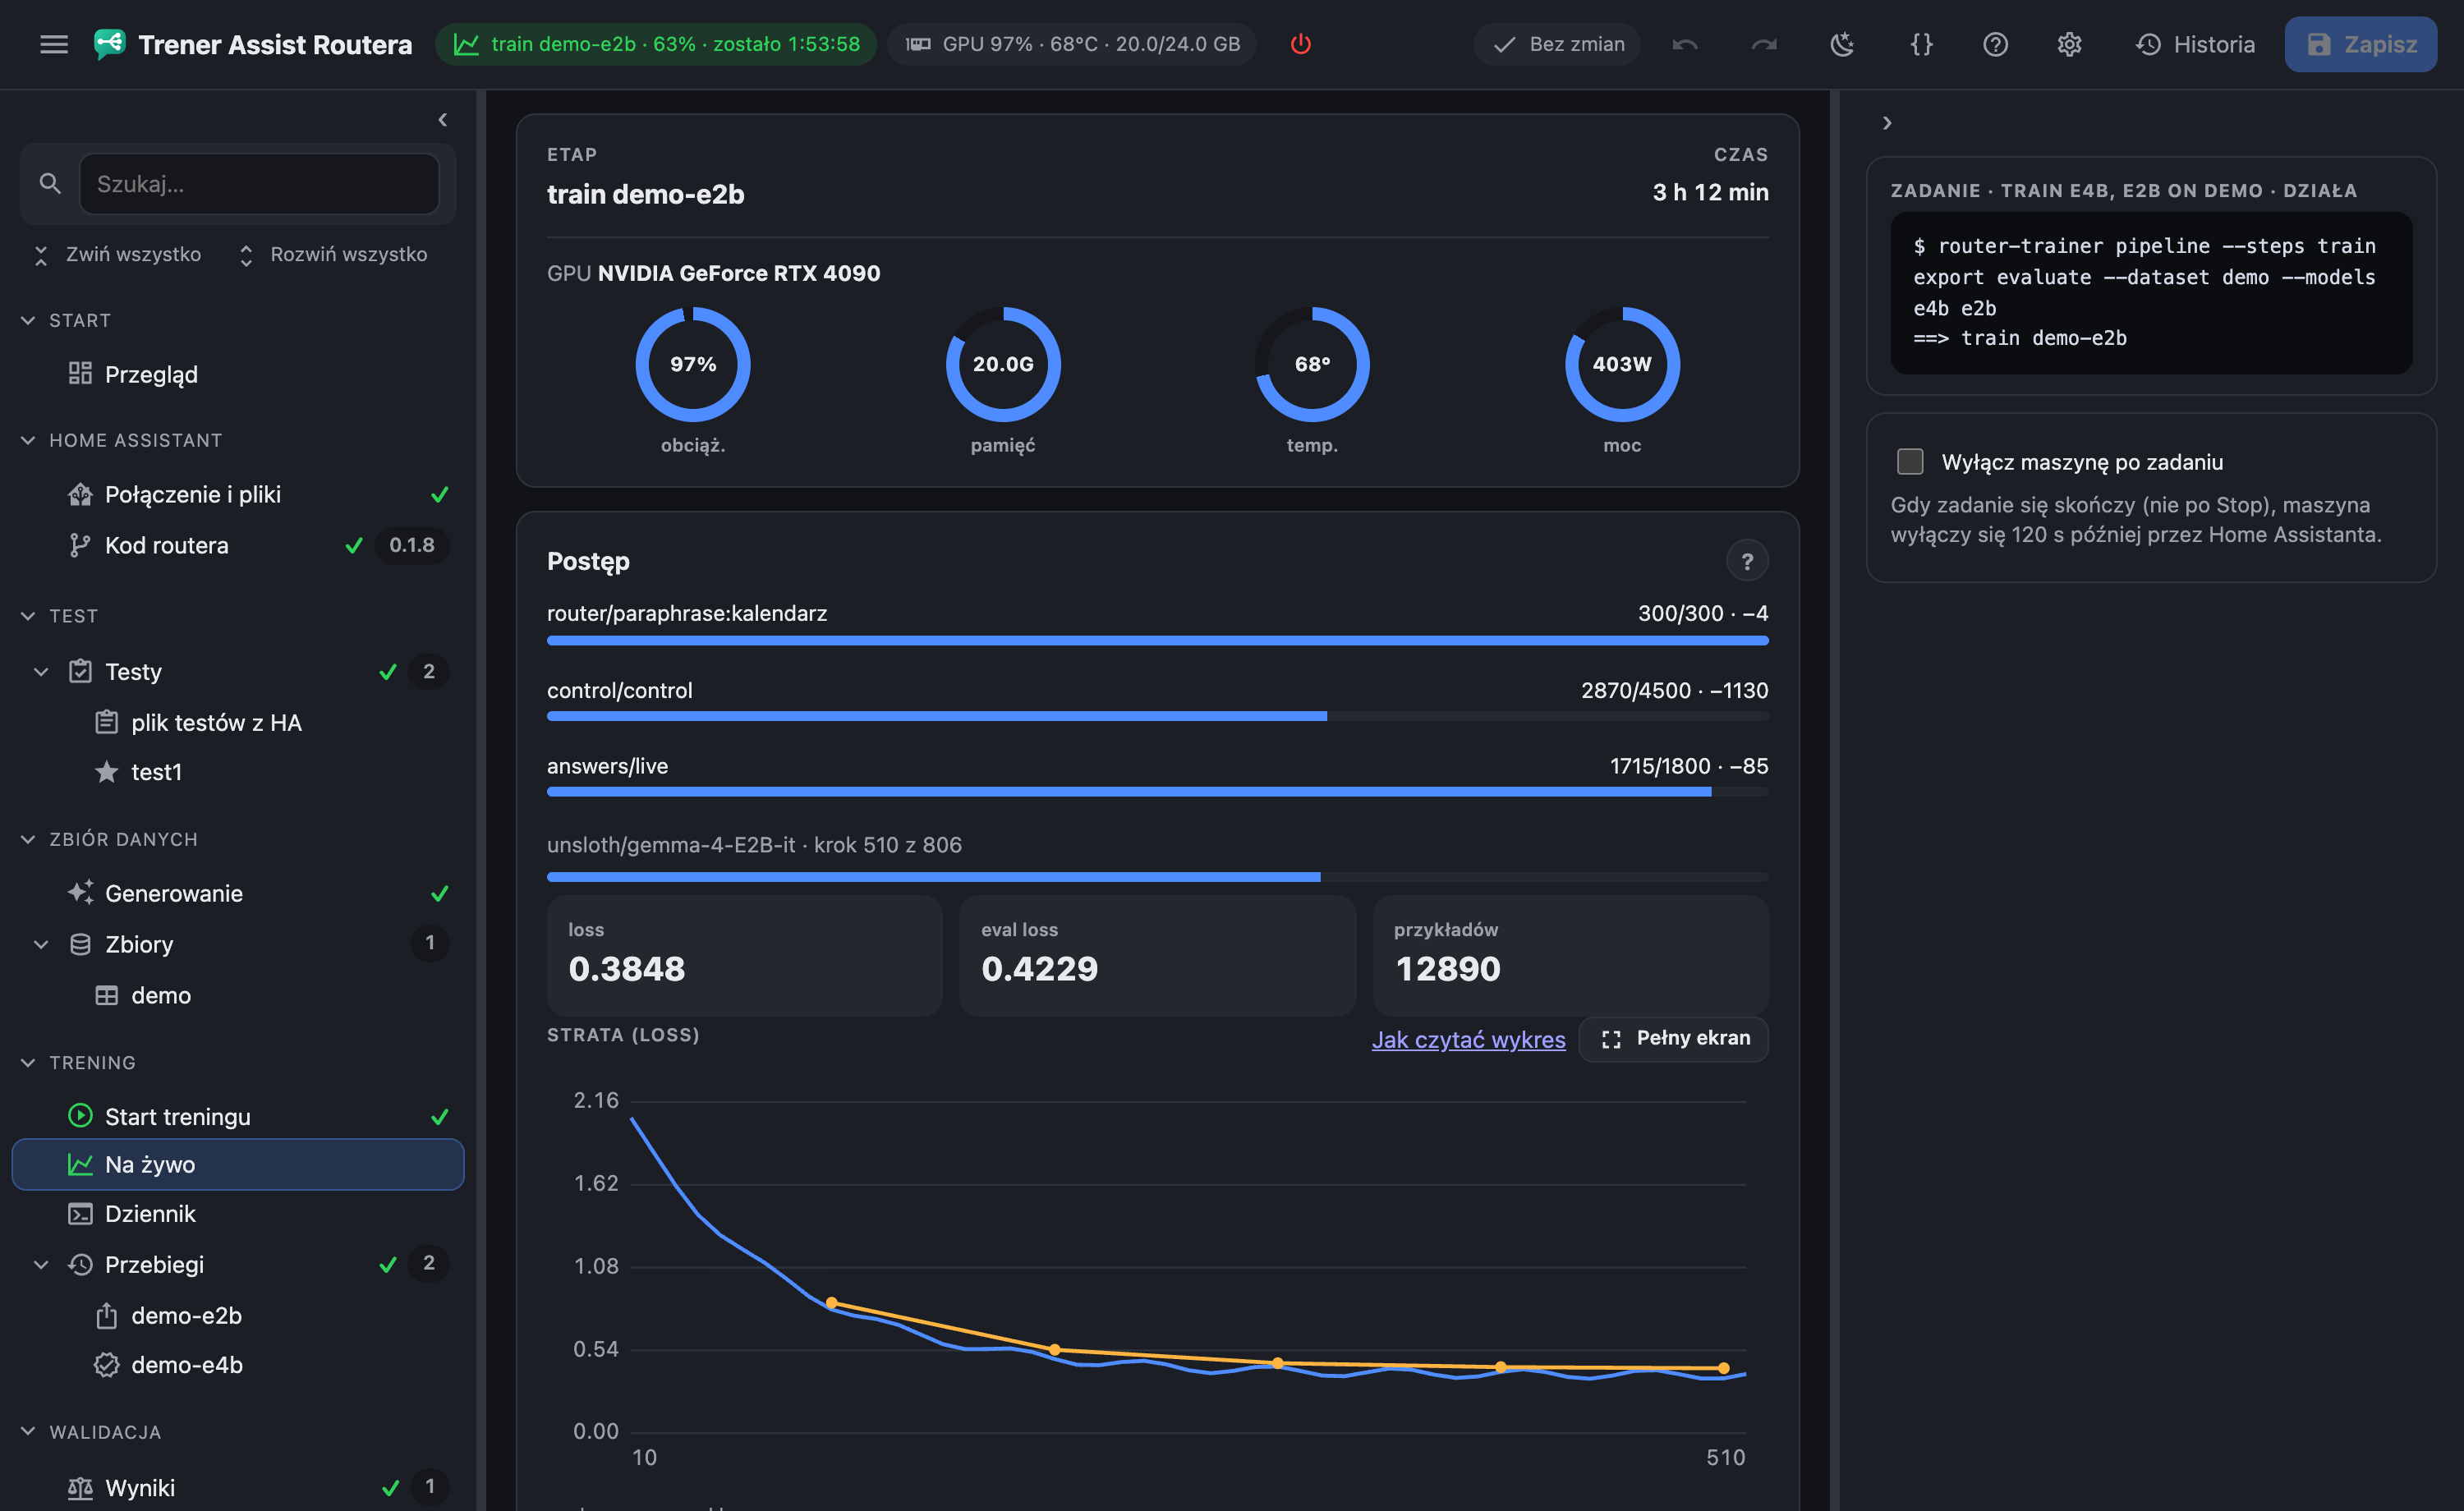 Trener Assist Routera
train demo-e2b · 63% · zostało 1:53:58
GPU 97% · 68°C · 20.0/24.0 GB
Bez zmian
{}
Historia
Zapisz
Szukaj...
Zwiń wszystko
Rozwiń wszystko
START
Przegląd
HOME ASSISTANT
Połączenie i pliki
Kod routera
0.1.8
TEST
Testy
2
plik testów z HA
test1
ZBIÓR DANYCH
Generowanie
Zbiory
1
demo
TRENING
Start treningu
Na żywo
Dziennik
Przebiegi
2
demo-e2b
demo-e4b
WALIDACJA
Wyniki
1
ETAP
CZAS
train demo-e2b
3 h 12 min
GPU NVIDIA GeForce RTX 4090
97%
20.0G
68°
403W
obciąż.
pamięć
temp.
moc
Postęp
?
router/paraphrase:kalendarz
300/300 · −4
control/control
2870/4500 · −1130
answers/live
1715/1800 · −85
unsloth/gemma-4-E2B-it · krok 510 z 806
loss
0.3848
eval loss
0.4229
przykładów
12890
STRATA (LOSS)
Jak czytać wykres
Pełny ekran
2.16
1.62
1.08
0.54
0.00
10
510
ZADANIE · TRAIN E4B, E2B ON DEMO · DZIAŁA
$ router-trainer pipeline --steps train
export evaluate --dataset demo --models
e4b e2b
==> train demo-e2b
Wyłącz maszynę po zadaniu
Gdy zadanie się skończy (nie po Stop), maszyna
wyłączy się 120 s później przez Home Assistanta.